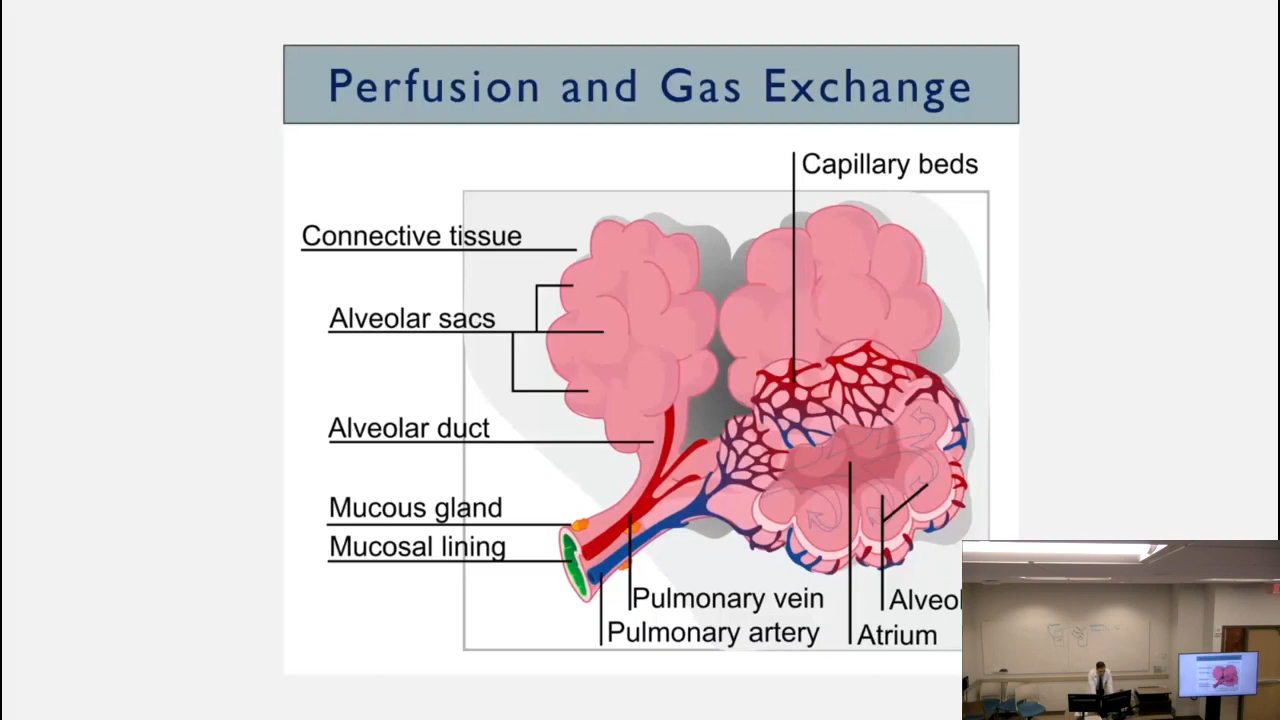 Perfusion and Gas Exchange
Capillary beds
Connective tissue
Alveolar sacs
Alveolar duct
Mucous gland
Mucosal lining
Pulmonary vein
Alveol
Pulmonary artery
Atrium